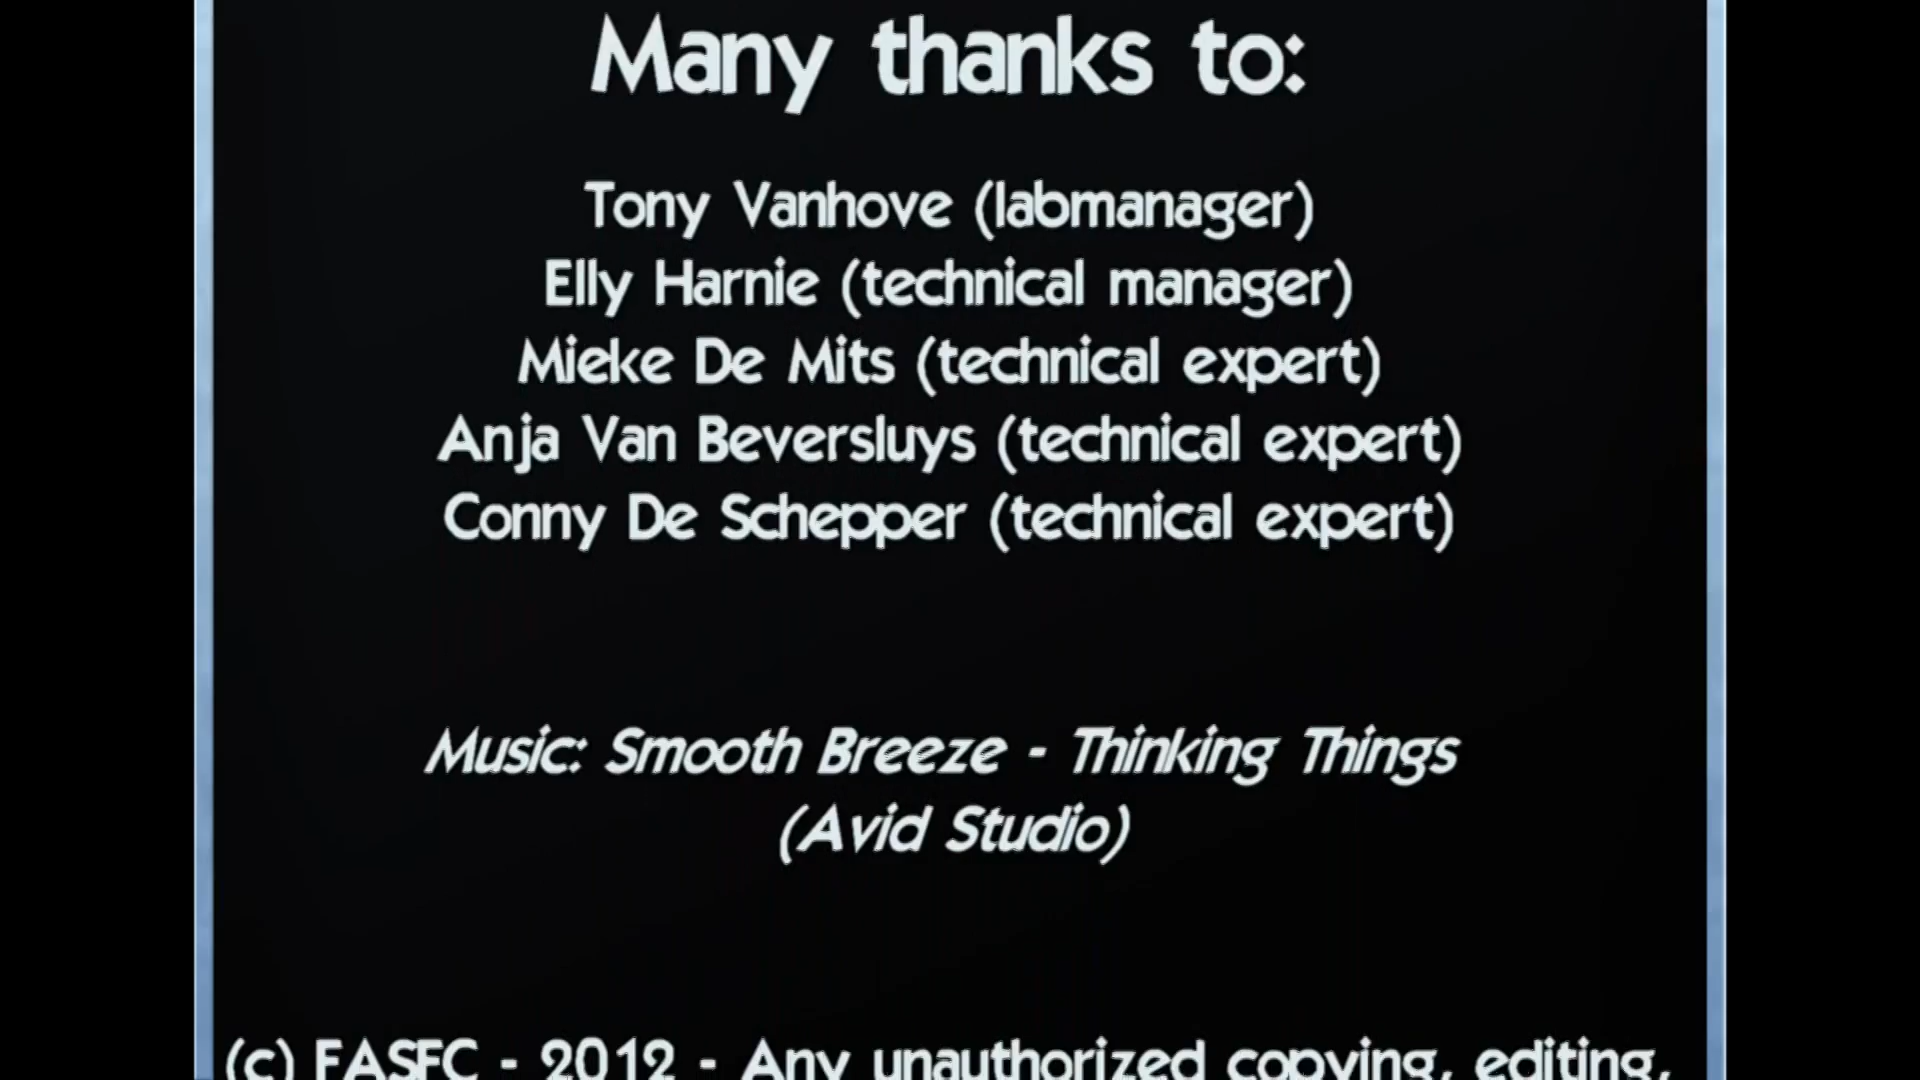 Many thanks to:
Tony Vanhove (labmanager)
Elly Harnie (technical manager)
Mieke De Mits (technical expert)
Anja Van Beversluys (technical expert)
Conny De Schepper (technical expert)
Music: Smooth Breeze - Thinking Things
(Avid Studio)
(c) FASFC - 2012 - Any unauthorized copying, editing,